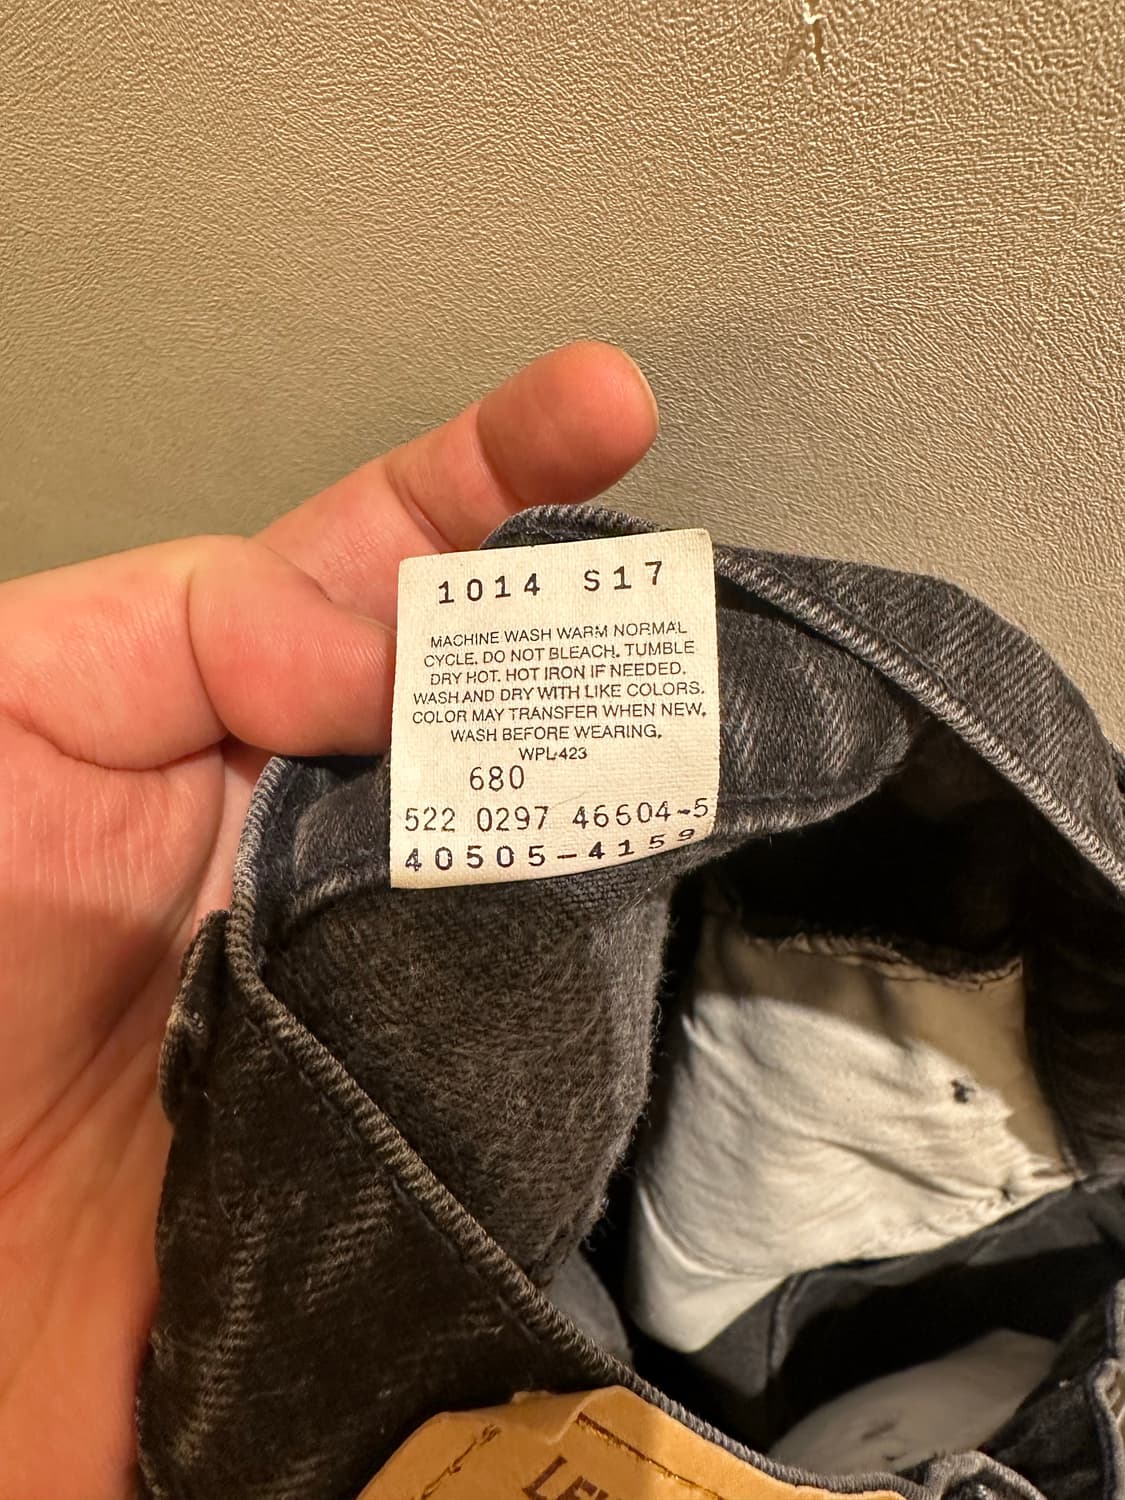 1014 S17
MACHINE WASH WARM NORMAL
CYCLE. DO NOT BLEACH. TUMBLE
DRY HOT. HOT IRON IF NEEDED.
WASH AND DRY WITH LIKE COLORS.
COLOR MAY TRANSFER WHEN NEW.
WASH BEFORE WEARING.
WPL-423
680
522 0297 46604-5
40505-4159